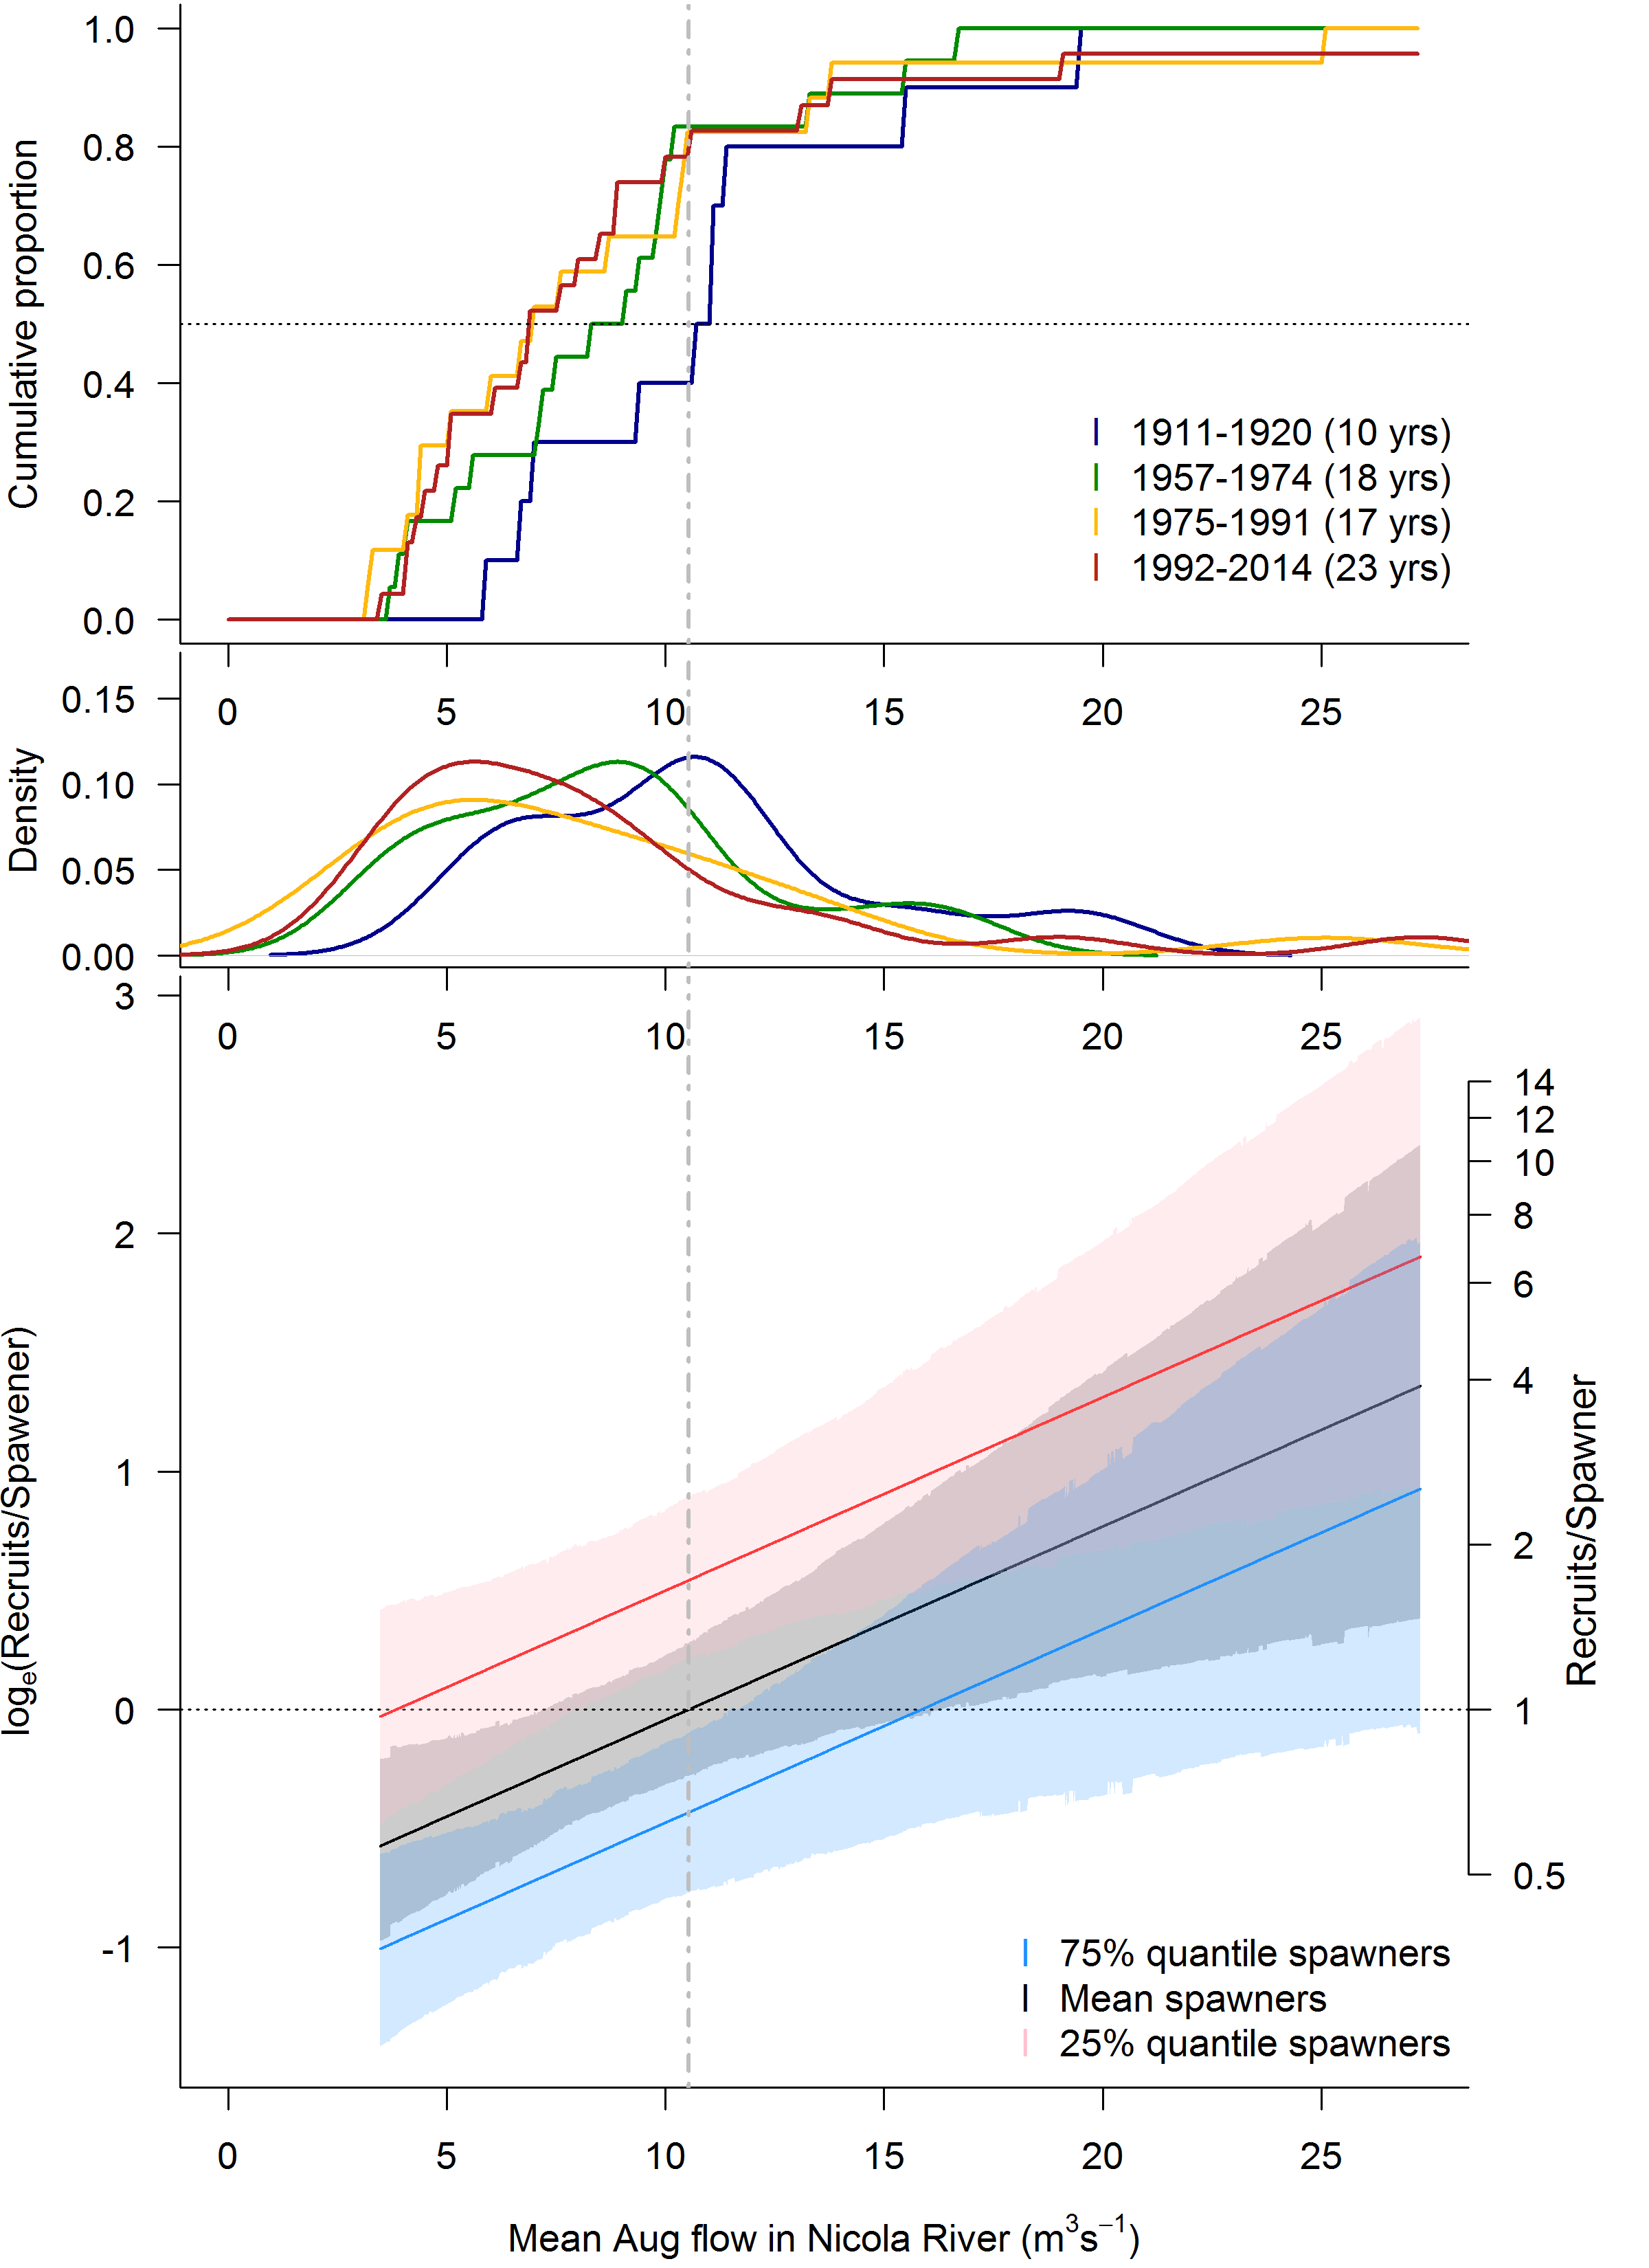 Cumulative proportion
1.0
0.8
0.6
0.4
0.2
0.0
1911-1920 (10 yrs)
1957-1974 (18 yrs)
1975-1991 (17 yrs)
1992-2014 (23 yrs)
0 5 10 15 20 25
Density
0.15
0.10
0.05
0.00
0 5 10 15 20 25
logₑ(Recruits/Spawener)
3
2
1
0
-1
14
12
10
8
6
4
2
1
0.5
Recruits/Spawner
75% quantile spawners
Mean spawners
25% quantile spawners
0 5 10 15 20 25
Mean Aug flow in Nicola River (m³s⁻¹)